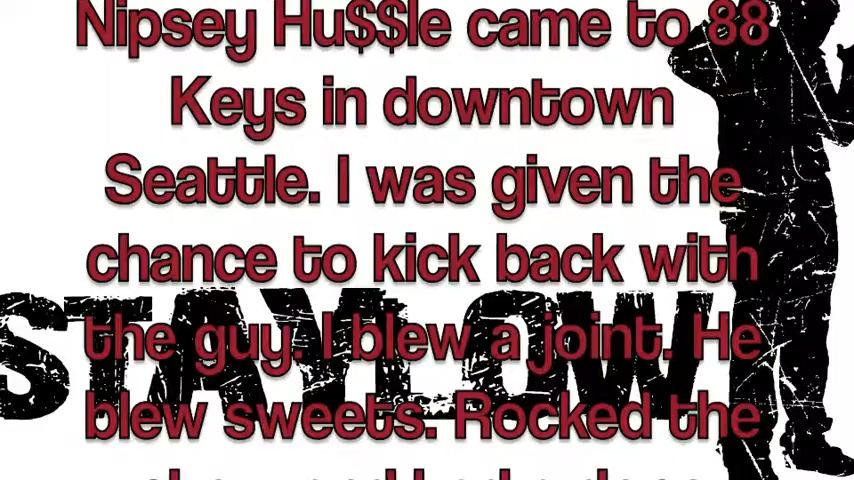 Nipsey Hu$$le came to 88
Keys in downtown
Seattle. I was given the
chance to kick back with
the guy. I blew a joint. He
blew sweets. Rocked the
STAYLOW